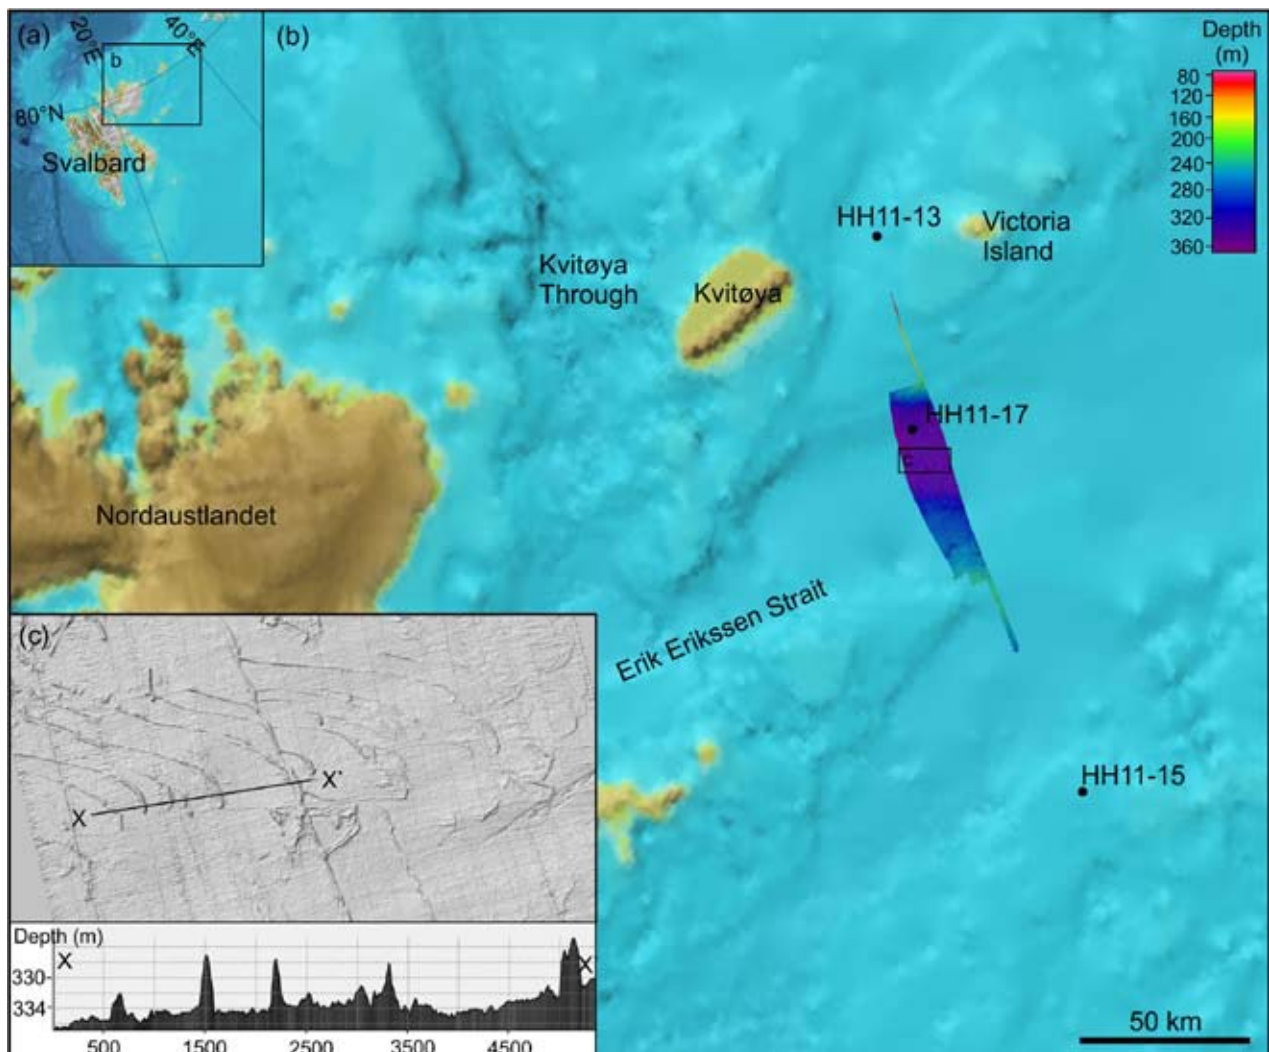 (a)
20°E
40°E
b
80°N
Svalbard
(b)
Depth
(m)
80
120
160
200
240
280
320
360
HH11-13
Victoria
Island
Kvitøya
Through
Kvitøya
HH11-17
c
Nordaustlandet
Erik Erikssen Strait
HH11-15
50 km
(c)
X
X'
Depth (m)
X
X
330
334
500
1500
2500
3500
4500